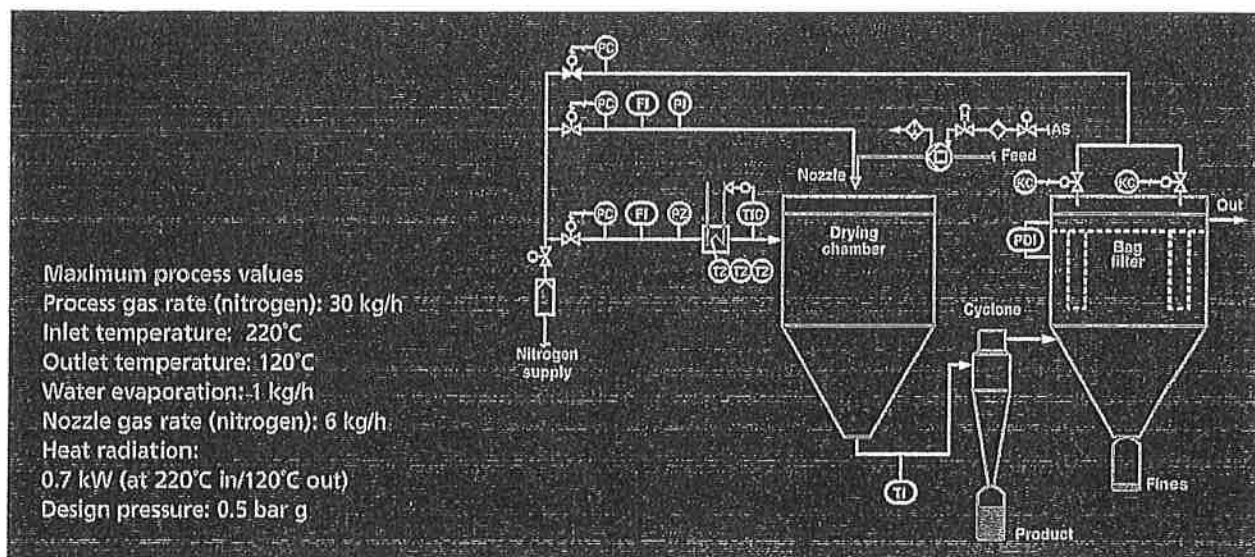 PC
PC
FI
PI
AS
Feed
Nozzle
KC
KC
Out
PC
FI
PZ
TIC
Drying
chamber
PDI
Bag
filter
TZ
TZ
TZ
Maximum process values
Process gas rate (nitrogen): 30 kg/h
Inlet temperature: 220°C
Outlet temperature: 120°C
Water evaporation: 1 kg/h
Nozzle gas rate (nitrogen): 6 kg/h
Heat radiation:
0.7 kW (at 220°C in/120°C out)
Design pressure: 0.5 bar g
Nitrogen
supply
Cyclone
TI
Fines
Product